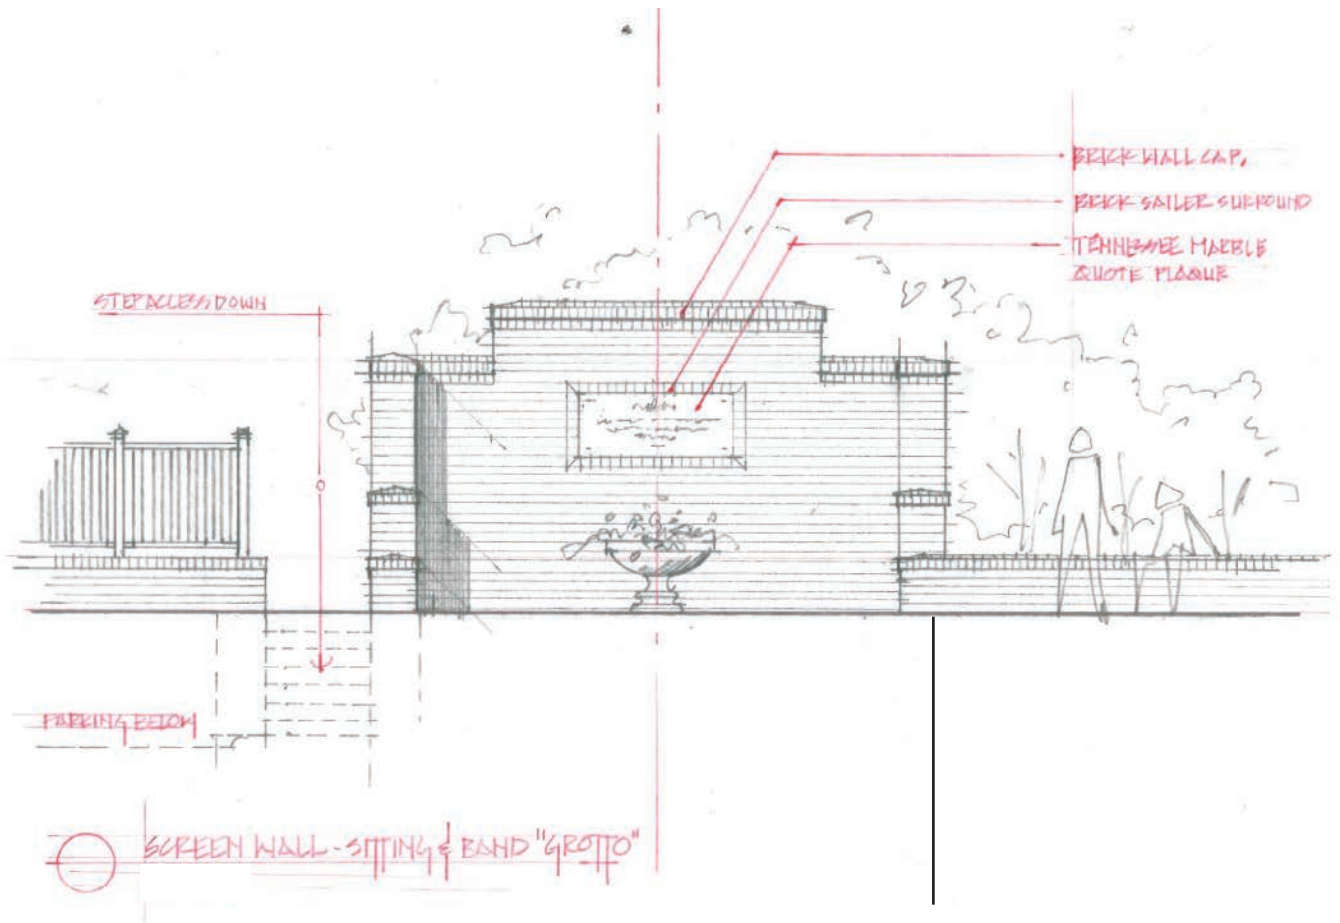 BRICK WALL CAP.
BRICK SAILER SURROUND
TENNESSEE MARBLE
QUOTE PLAQUE
STEP ACCESS DOWN
PARKING BELOW
SCREEN WALL - SITTING & BAND "GROTTO"